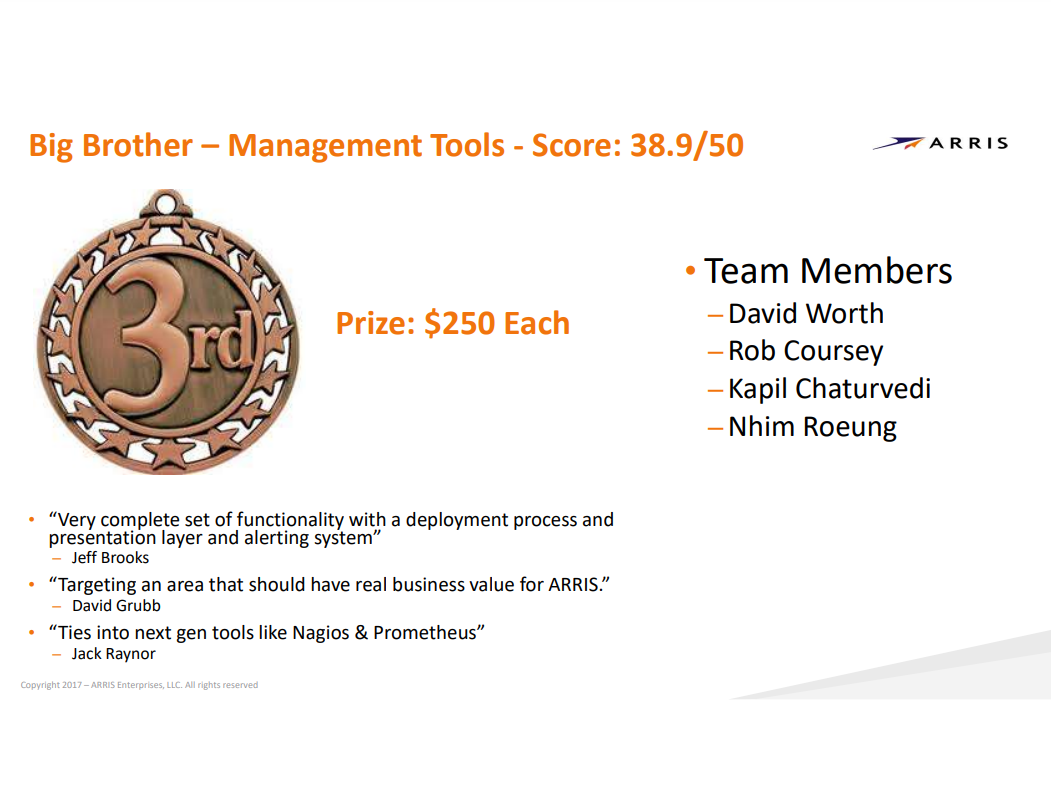 Big Brother – Management Tools - Score: 38.9/50
ARRIS
3rd
Prize: $250 Each
• Team Members
– David Worth
– Rob Coursey
– Kapil Chaturvedi
– Nhim Roeung
• “Very complete set of functionality with a deployment process and
presentation layer and alerting system”
– Jeff Brooks
• “Targeting an area that should have real business value for ARRIS.”
– David Grubb
• “Ties into next gen tools like Nagios & Prometheus”
– Jack Raynor
Copyright 2017 – ARRIS Enterprises, LLC. All rights reserved